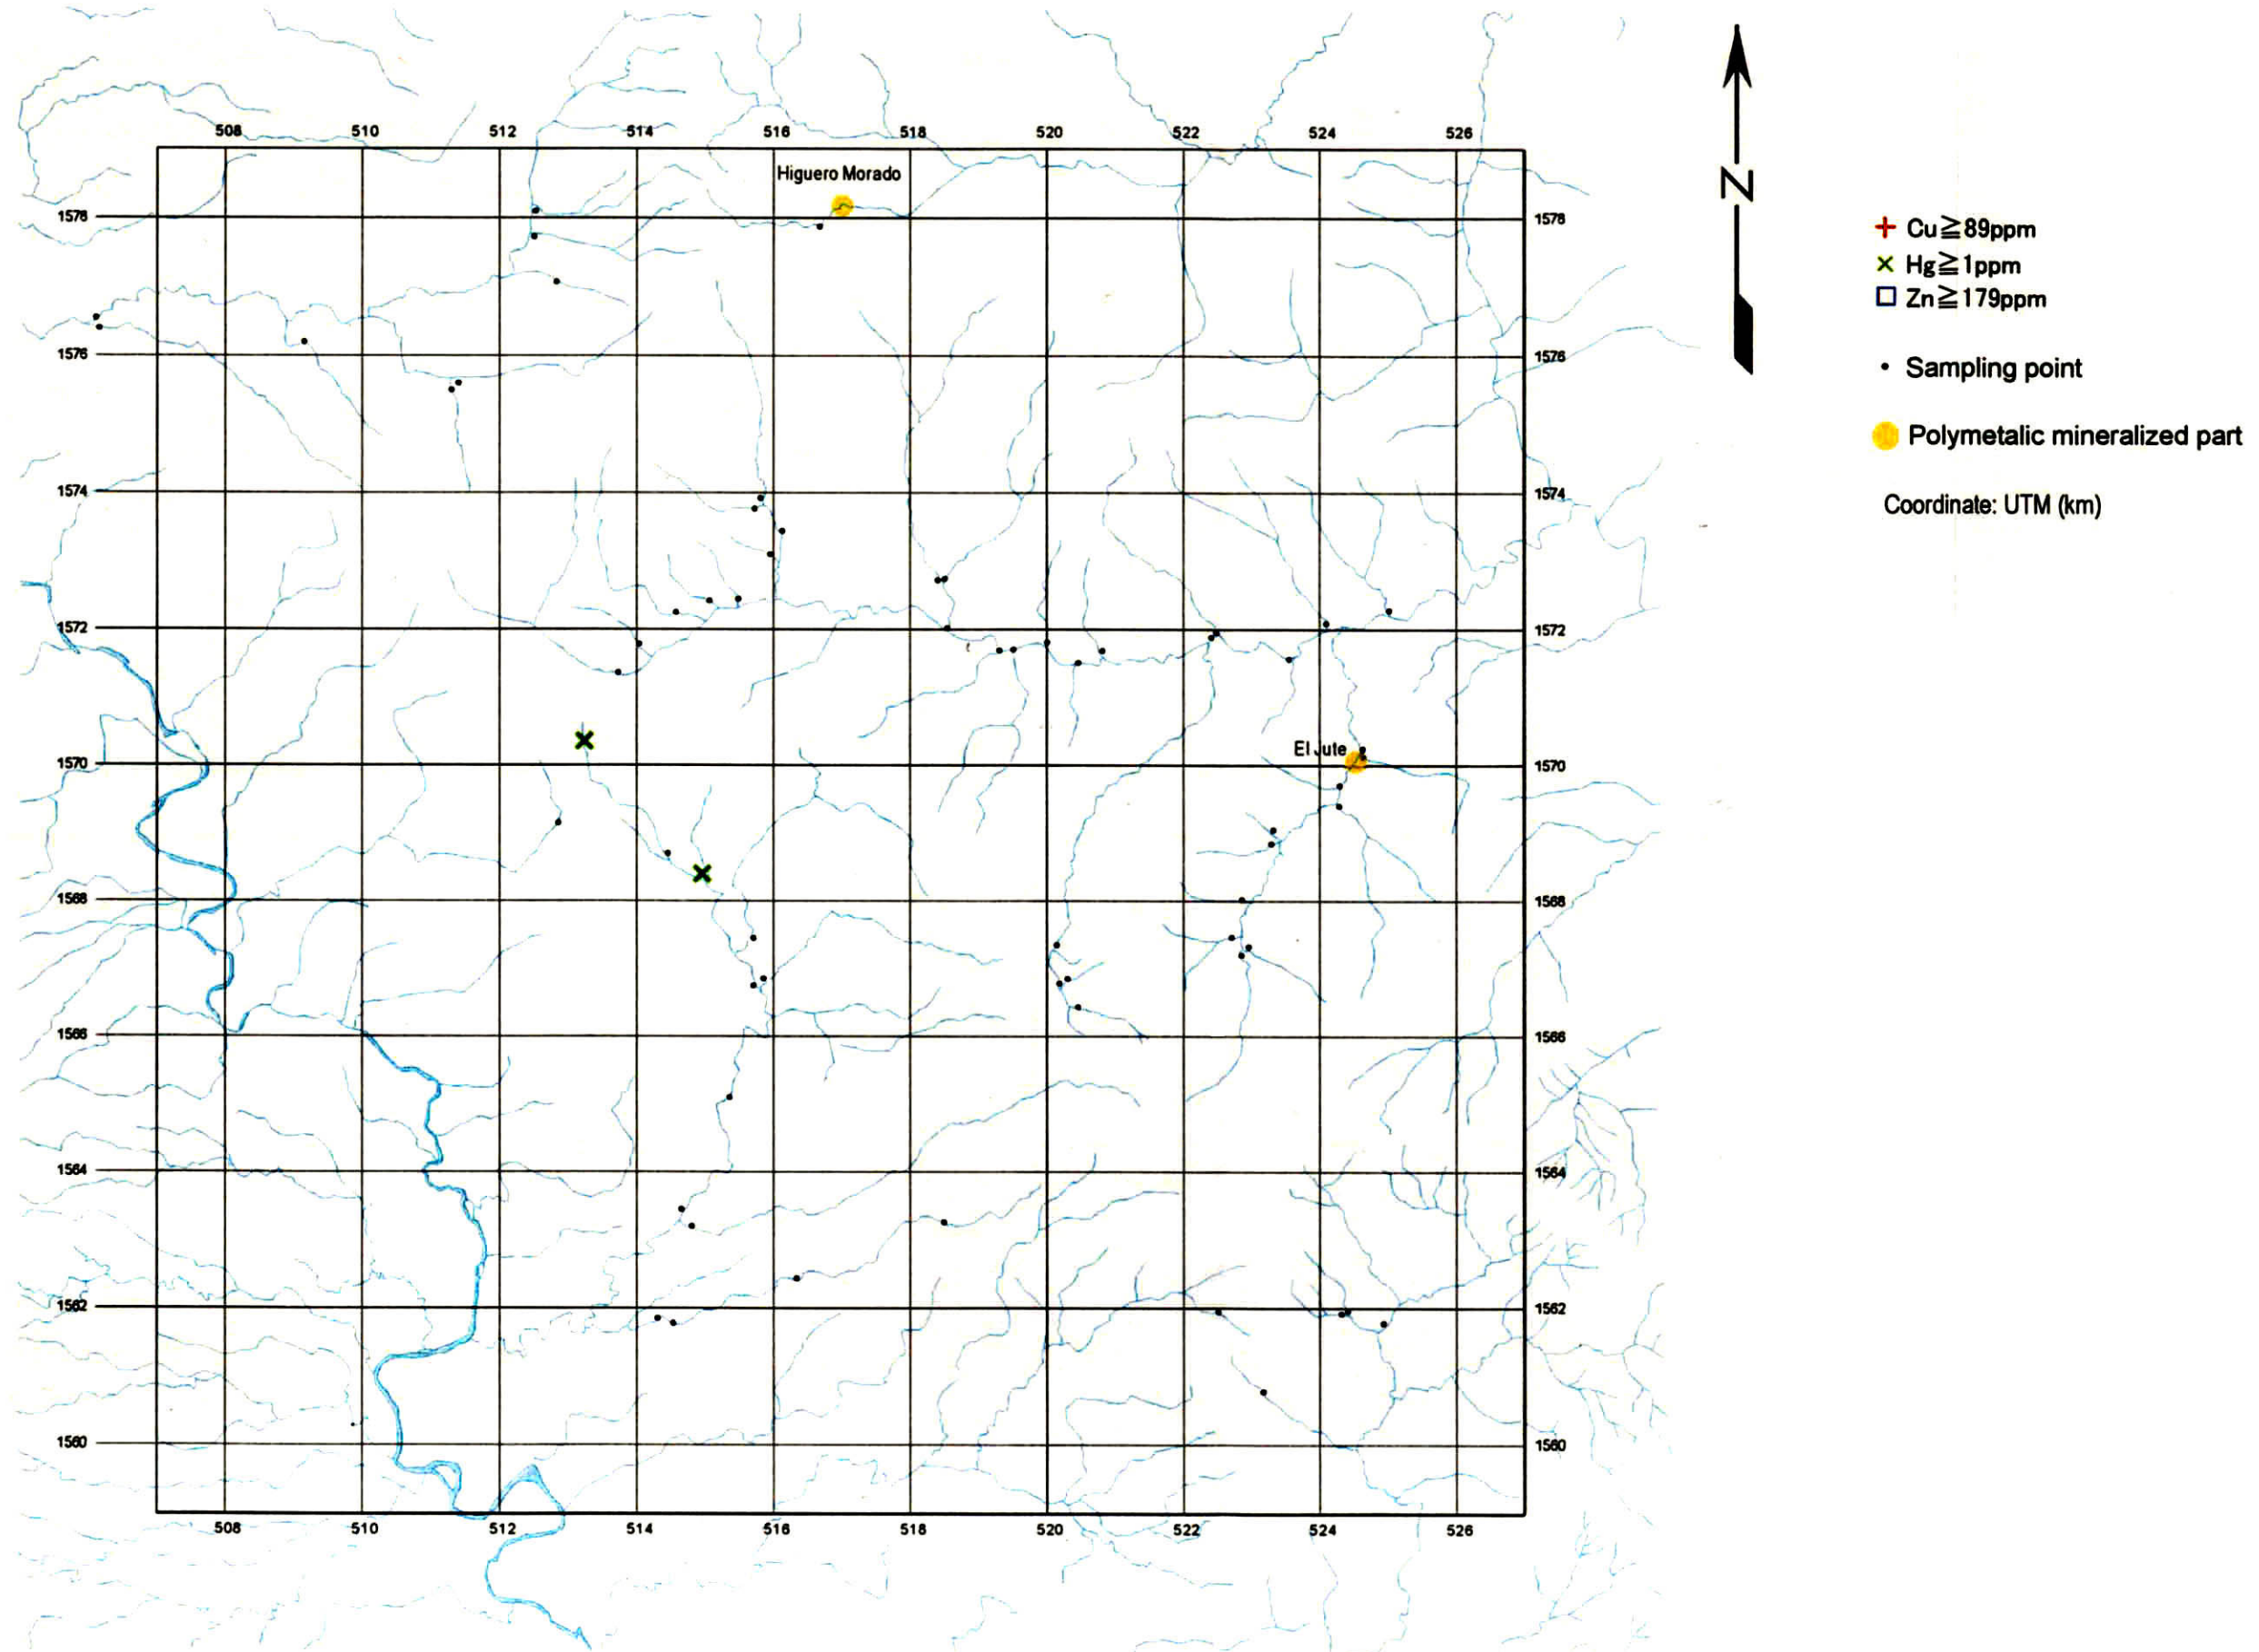 508 510 512 514 516 518 520 522 524 526
Higuero Morado
1578 1578
1576 1576
1574 1574
1572 1572
El Jute
1570 1570
1568 1568
1566 1566
1564 1564
1562 1562
1560 1560
508 510 512 514 516 518 520 522 524 526
N
Cu≧89ppm
Hg≧1ppm
Zn≧179ppm
Sampling point
Polymetalic mineralized part
Coordinate: UTM (km)